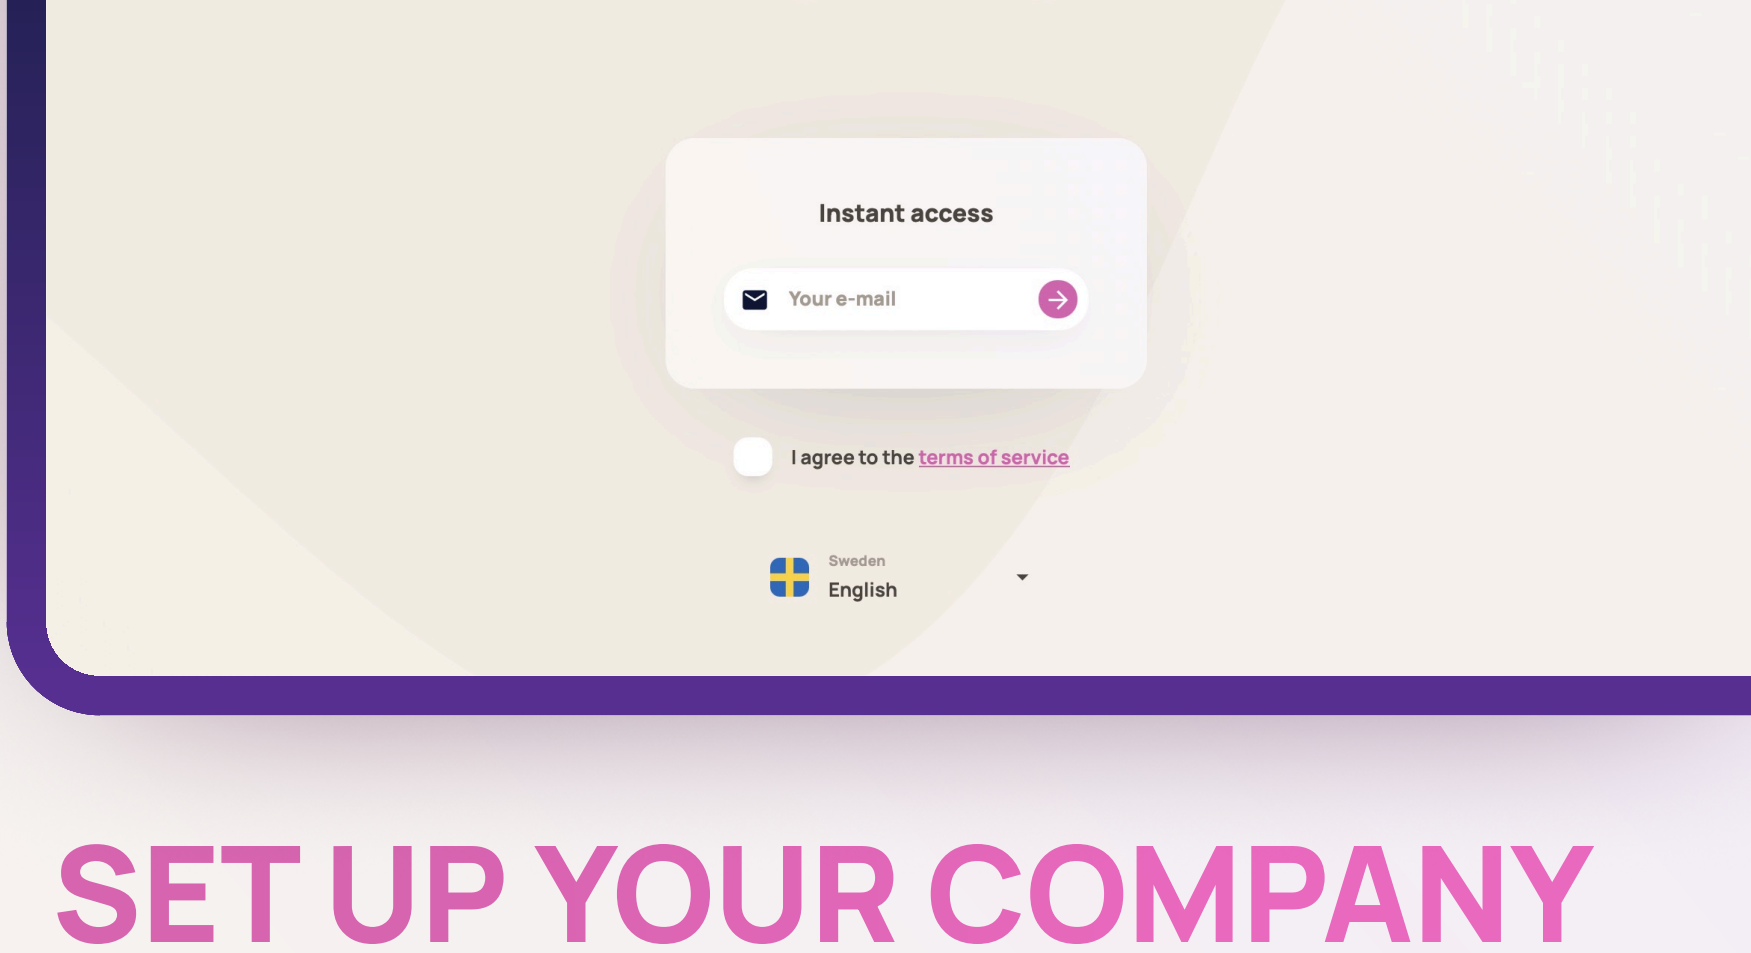 Instant access
Your e-mail
I agree to the terms of service
Sweden
English
SET UP YOUR COMPANY